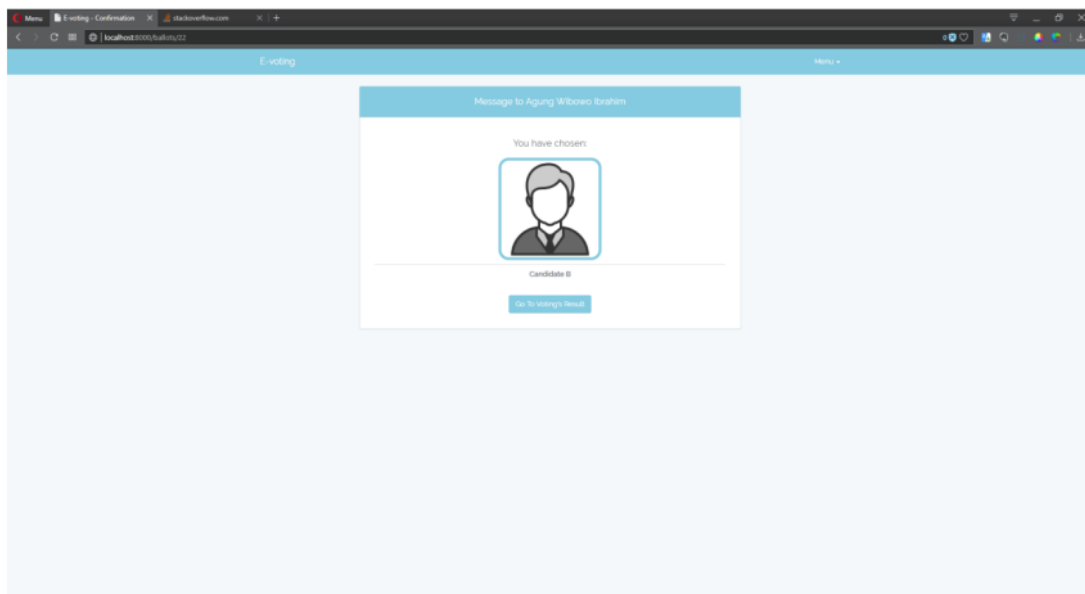 Menu E-voting - Confirmation stackoverflow.com
localhost:8000/ballots/22
E-voting Menu
Message to Agung Wibowo Ibrahim
You have chosen:
Candidate B
Go To Voting's Result